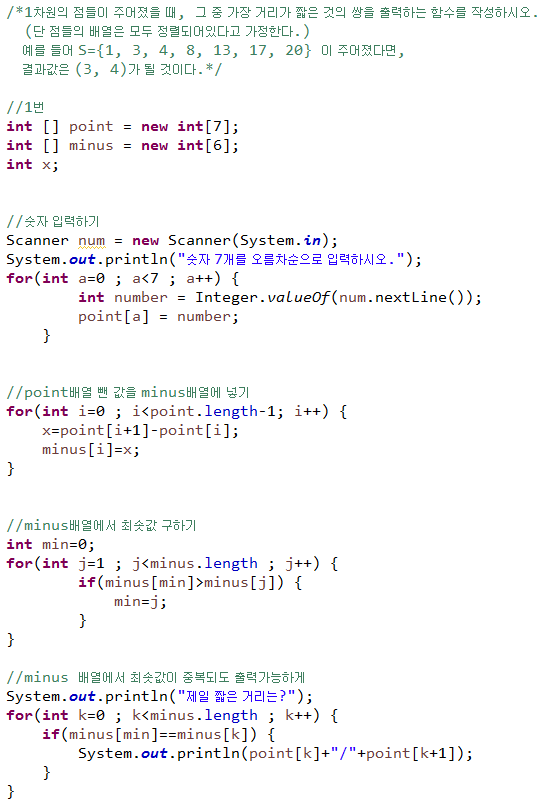 /*1차원의 점들이 주어졌을 때, 그 중 가장 거리가 짧은 것의 쌍을 출력하는 함수를 작성하시오.
(단 점들의 배열은 모두 정렬되어있다고 가정한다.)
예를 들어 S={1, 3, 4, 8, 13, 17, 20} 이 주어졌다면,
결과값은 (3, 4)가 될 것이다.*/
//1번
int [] point = new int[7];
int [] minus = new int[6];
int x;
//숫자 입력하기
Scanner num = new Scanner(System.in);
System.out.println("숫자 7개를 오름차순으로 입력하시오.");
for(int a=0 ; a<7 ; a++) {
int number = Integer.valueOf(num.nextLine());
point[a] = number;
}
//point배열 뺀 값을 minus배열에 넣기
for(int i=0 ; i<point.length-1; i++) {
x=point[i+1]-point[i];
minus[i]=x;
}
//minus배열에서 최솟값 구하기
int min=0;
for(int j=1 ; j<minus.length ; j++) {
if(minus[min]>minus[j]) {
min=j;
}
}
//minus 배열에서 최솟값이 중복되도 출력가능하게
System.out.println("제일 짧은 거리는?");
for(int k=0 ; k<minus.length ; k++) {
if(minus[min]==minus[k]) {
System.out.println(point[k]+"/"+point[k+1]);
}
}